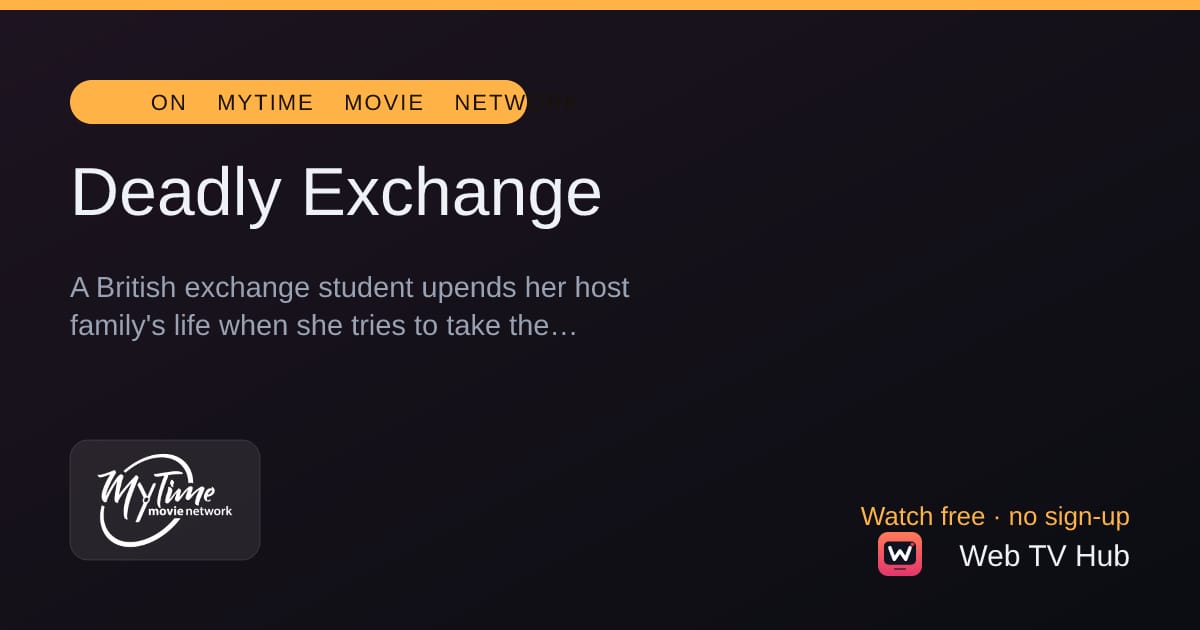 ON MYTIME MOVIE NETWORK
Deadly Exchange
A British exchange student upends her host
family's life when she tries to take the…
MyTime
movie network
Watch free · no sign-up
W
Web TV Hub